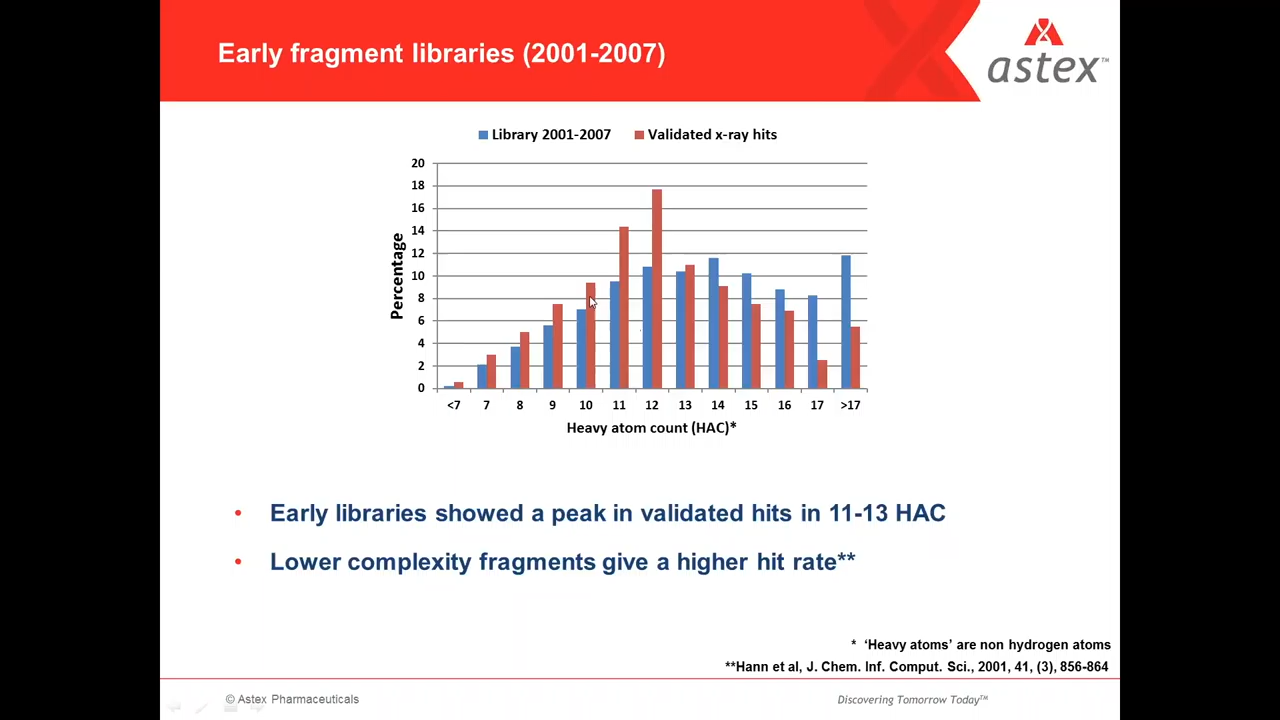 Early fragment libraries (2001-2007)
astex™
Library 2001-2007 Validated x-ray hits
Percentage
20
18
16
14
12
10
8
6
4
2
0
<7 7 8 9 10 11 12 13 14 15 16 17 >17
Heavy atom count (HAC)*
• Early libraries showed a peak in validated hits in 11-13 HAC
• Lower complexity fragments give a higher hit rate**
* ‘Heavy atoms’ are non hydrogen atoms
**Hann et al, J. Chem. Inf. Comput. Sci., 2001, 41, (3), 856-864
© Astex Pharmaceuticals
Discovering Tomorrow Today™